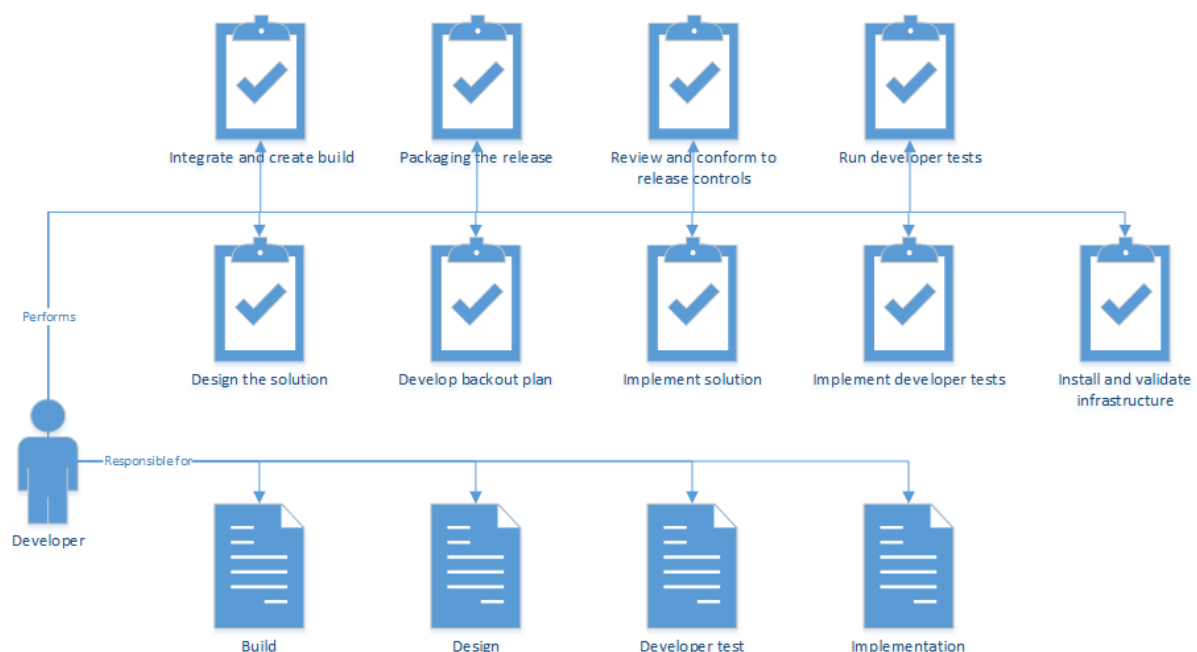 Integrate and create build
Packaging the release
Review and conform to
release controls
Run developer tests
Performs
Design the solution
Develop backout plan
Implement solution
Implement developer tests
Install and validate
infrastructure
Responsible for
Developer
Build
Design
Developer test
Implementation